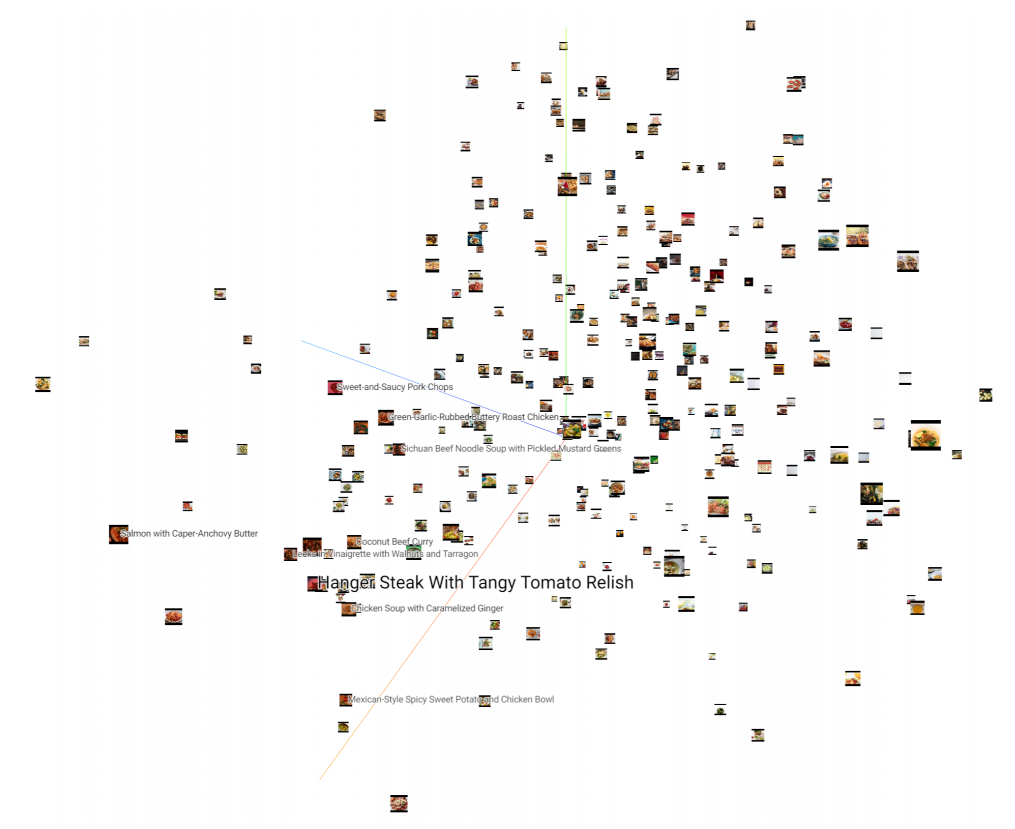 Sweet-and-Saucy Pork Chops
Green-Garlic-Rubbed Buttery Roast Chicken
Sichuan Beef Noodle Soup with Pickled Mustard Greens
Salmon with Caper-Anchovy Butter
Coconut Beef Curry
Leeks in Vinaigrette with Walnuts and Tarragon
Hanger Steak With Tangy Tomato Relish
Chicken Soup with Caramelized Ginger
Mexican-Style Spicy Sweet Potato and Chicken Bowl